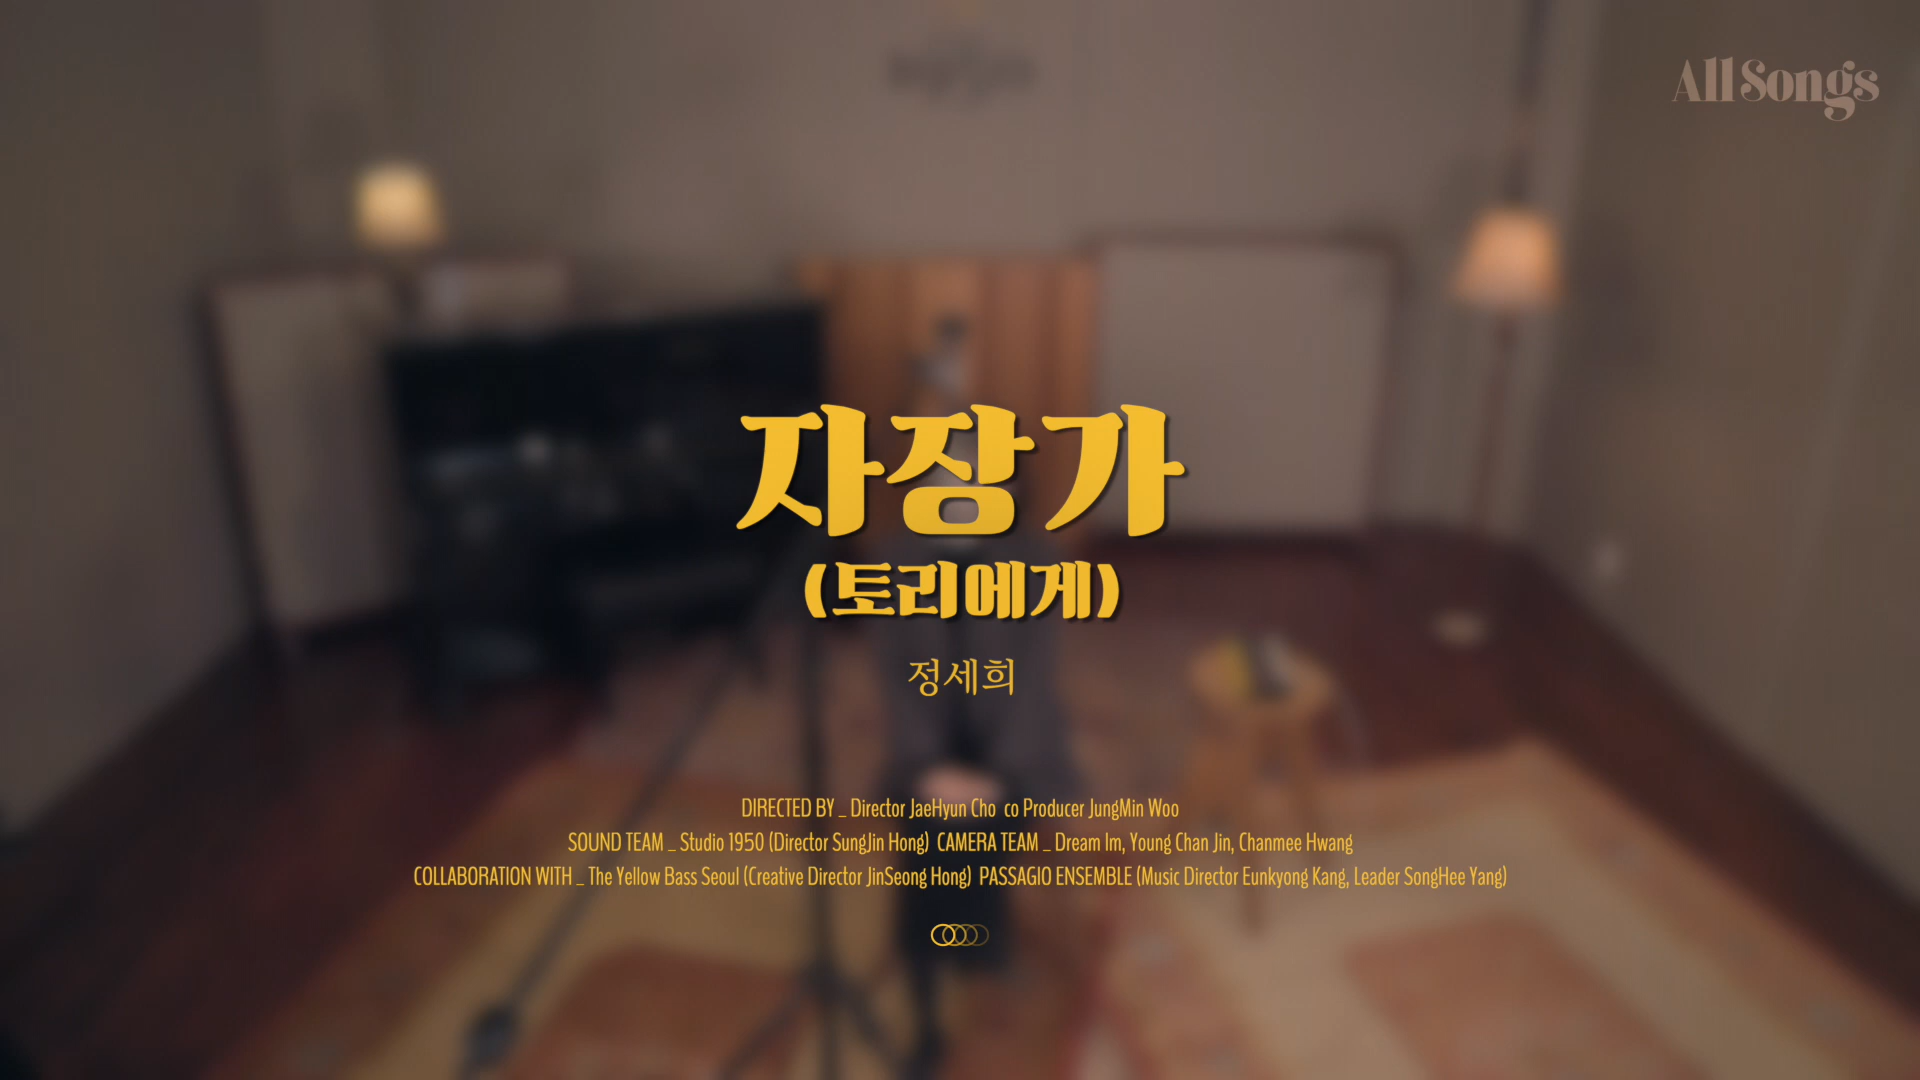 All Songs
자장가
(토리에게)
정세희
DIRECTED BY _ Director JaeHyun Cho co Producer JungMin Woo
SOUND TEAM _ Studio 1950 (Director SungJin Hong) CAMERA TEAM _ Dream Im, Young Chan Jin, Chanmee Hwang
COLLABORATION WITH _ The Yellow Bass Seoul (Creative Director JinSeong Hong) PASSAGIO ENSEMBLE (Music Director Eunkyong Kang, Leader SongHee Yang)